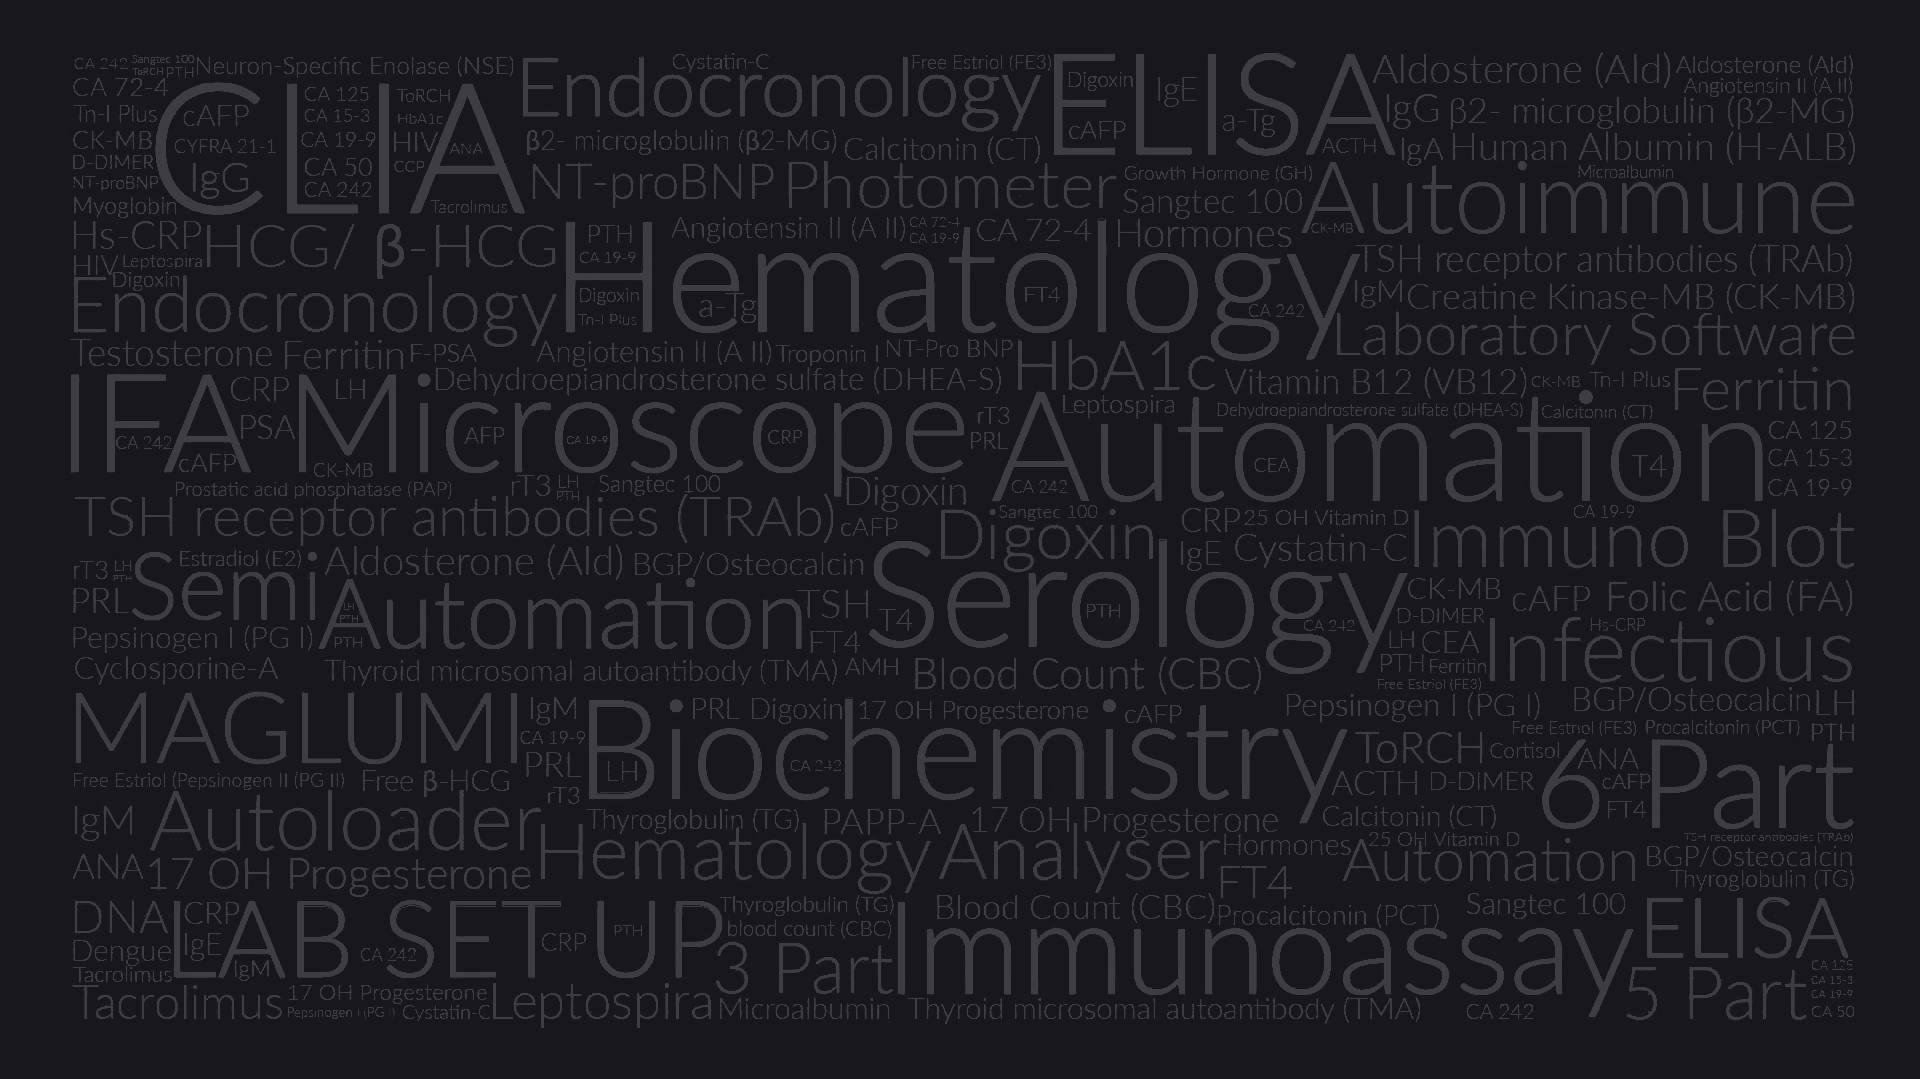 CA 242 Sangtec 100 ToRCH PTH Neuron-Specific Enolase (NSE) Endocronology Cystatin-C Free Estriol (FE3) ELISA Aldosterone (Ald) Aldosterone (Ald)
CA 72-4 CLIA cAFP CA 125 ToRCH Digoxin IgE Angiotensin II (A II)
Tn-I Plus CA 15-3 HbA1c cAFP a-Tg IgG β2- microglobulin (β2-MG)
CK-MB CYFRA 21-1 CA 19-9 HIV ANA β2- microglobulin (β2-MG) Calcitonin (CT) ACTH IgA Human Albumin (H-ALB)
D-DIMER IgG CA 50 CCP
NT-proBNP CA 242 NT-proBNP Photometer Growth Hormone (GH) Autoimmune Microalbumin
Myoglobin Tacrolimus Sangtec 100 CK-MB
Hs-CRP HCG/ β-HCG Hematology PTH Angiotensin II (A II) CA 72-4 CA 19-9 CA 72-4 Hormones
HIV Leptospira CA 19-9 TSH receptor antibodies (TRAb)
Digoxin Endocronology Digoxin a-Tg FT4 CA 242 IgM Creatine Kinase-MB (CK-MB)
Tn-I Plus Laboratory Software
Testosterone Ferritin F-PSA Angiotensin II (A II) Troponin I NT-Pro BNP HbA1c
IFA Microscope CRP LH Dehydroepiandrosterone sulfate (DHEA-S) Vitamin B12 (VB12) CK-MB Tn-I Plus Ferritin
PSA AFP CA 19-9 CRP rT3 Automation Leptospira Dehydroepiandrosterone sulfate (DHEA-S) Calcitonin (CT)
CA 242 PRL CEA T4 CA 125
cAFP CK-MB CA 15-3
Prostatic acid phosphatase (PAP) rT3 LH PTH Sangtec 100 Digoxin CA 242 CA 19-9
TSH receptor antibodies (TRAb) cAFP Digoxin Sangtec 100 CRP 25 OH Vitamin D Immuno Blot CA 19-9
rT3 LH PTH Semi Estradiol (E2) Aldosterone (Ald) BGP/Osteocalcin Serology IgE Cystatin-C
PRL Automation LH PTH TSH T4 PTH CK-MB cAFP Folic Acid (FA)
Pepsinogen I (PG I) PTH FT4 CA 242 D-DIMER Infectious Hs-CRP
LH CEA
Cyclosporine-A Thyroid microsomal autoantibody (TMA) AMH Blood Count (CBC) PTH Ferritin
Free Estriol (FE3)
MAGLUMI IgM Biochemistry PRL Digoxin 17 OH Progesterone cAFP Pepsinogen I (PG I) BGP/Osteocalcin LH
CA 19-9 Free Estriol (FE3) Procalcitonin (PCT) PTH
PRL LH CA 242 ToRCH Cortisol 6 Part ANA
Free Estriol (Pepsinogen II (PG II) Free β-HCG rT3 ACTH D-DIMER cAFP
IgM Autoloader Thyroglobulin (TG) PAPP-A 17 OH Progesterone Calcitonin (CT) FT4
Hematology Analyser Hormones 25 OH Vitamin D TSH receptor antibodies (TRAb)
ANA 17 OH Progesterone FT4 Automation BGP/Osteocalcin
Thyroglobulin (TG)
DNA CRP LAB SET UP Thyroglobulin (TG) Immunoassay Blood Count (CBC) Procalcitonin (PCT) Sangtec 100 ELISA
Dengue IgE CA 242 CRP PTH blood count (CBC)
Tacrolimus IgM 3 Part 5 Part CA 125
CA 15-3
Tacrolimus 17 OH Progesterone Leptospira CA 19-9
Pepsinogen I (PG I) Cystatin-C Microalbumin Thyroid microsomal autoantibody (TMA) CA 242 CA 50